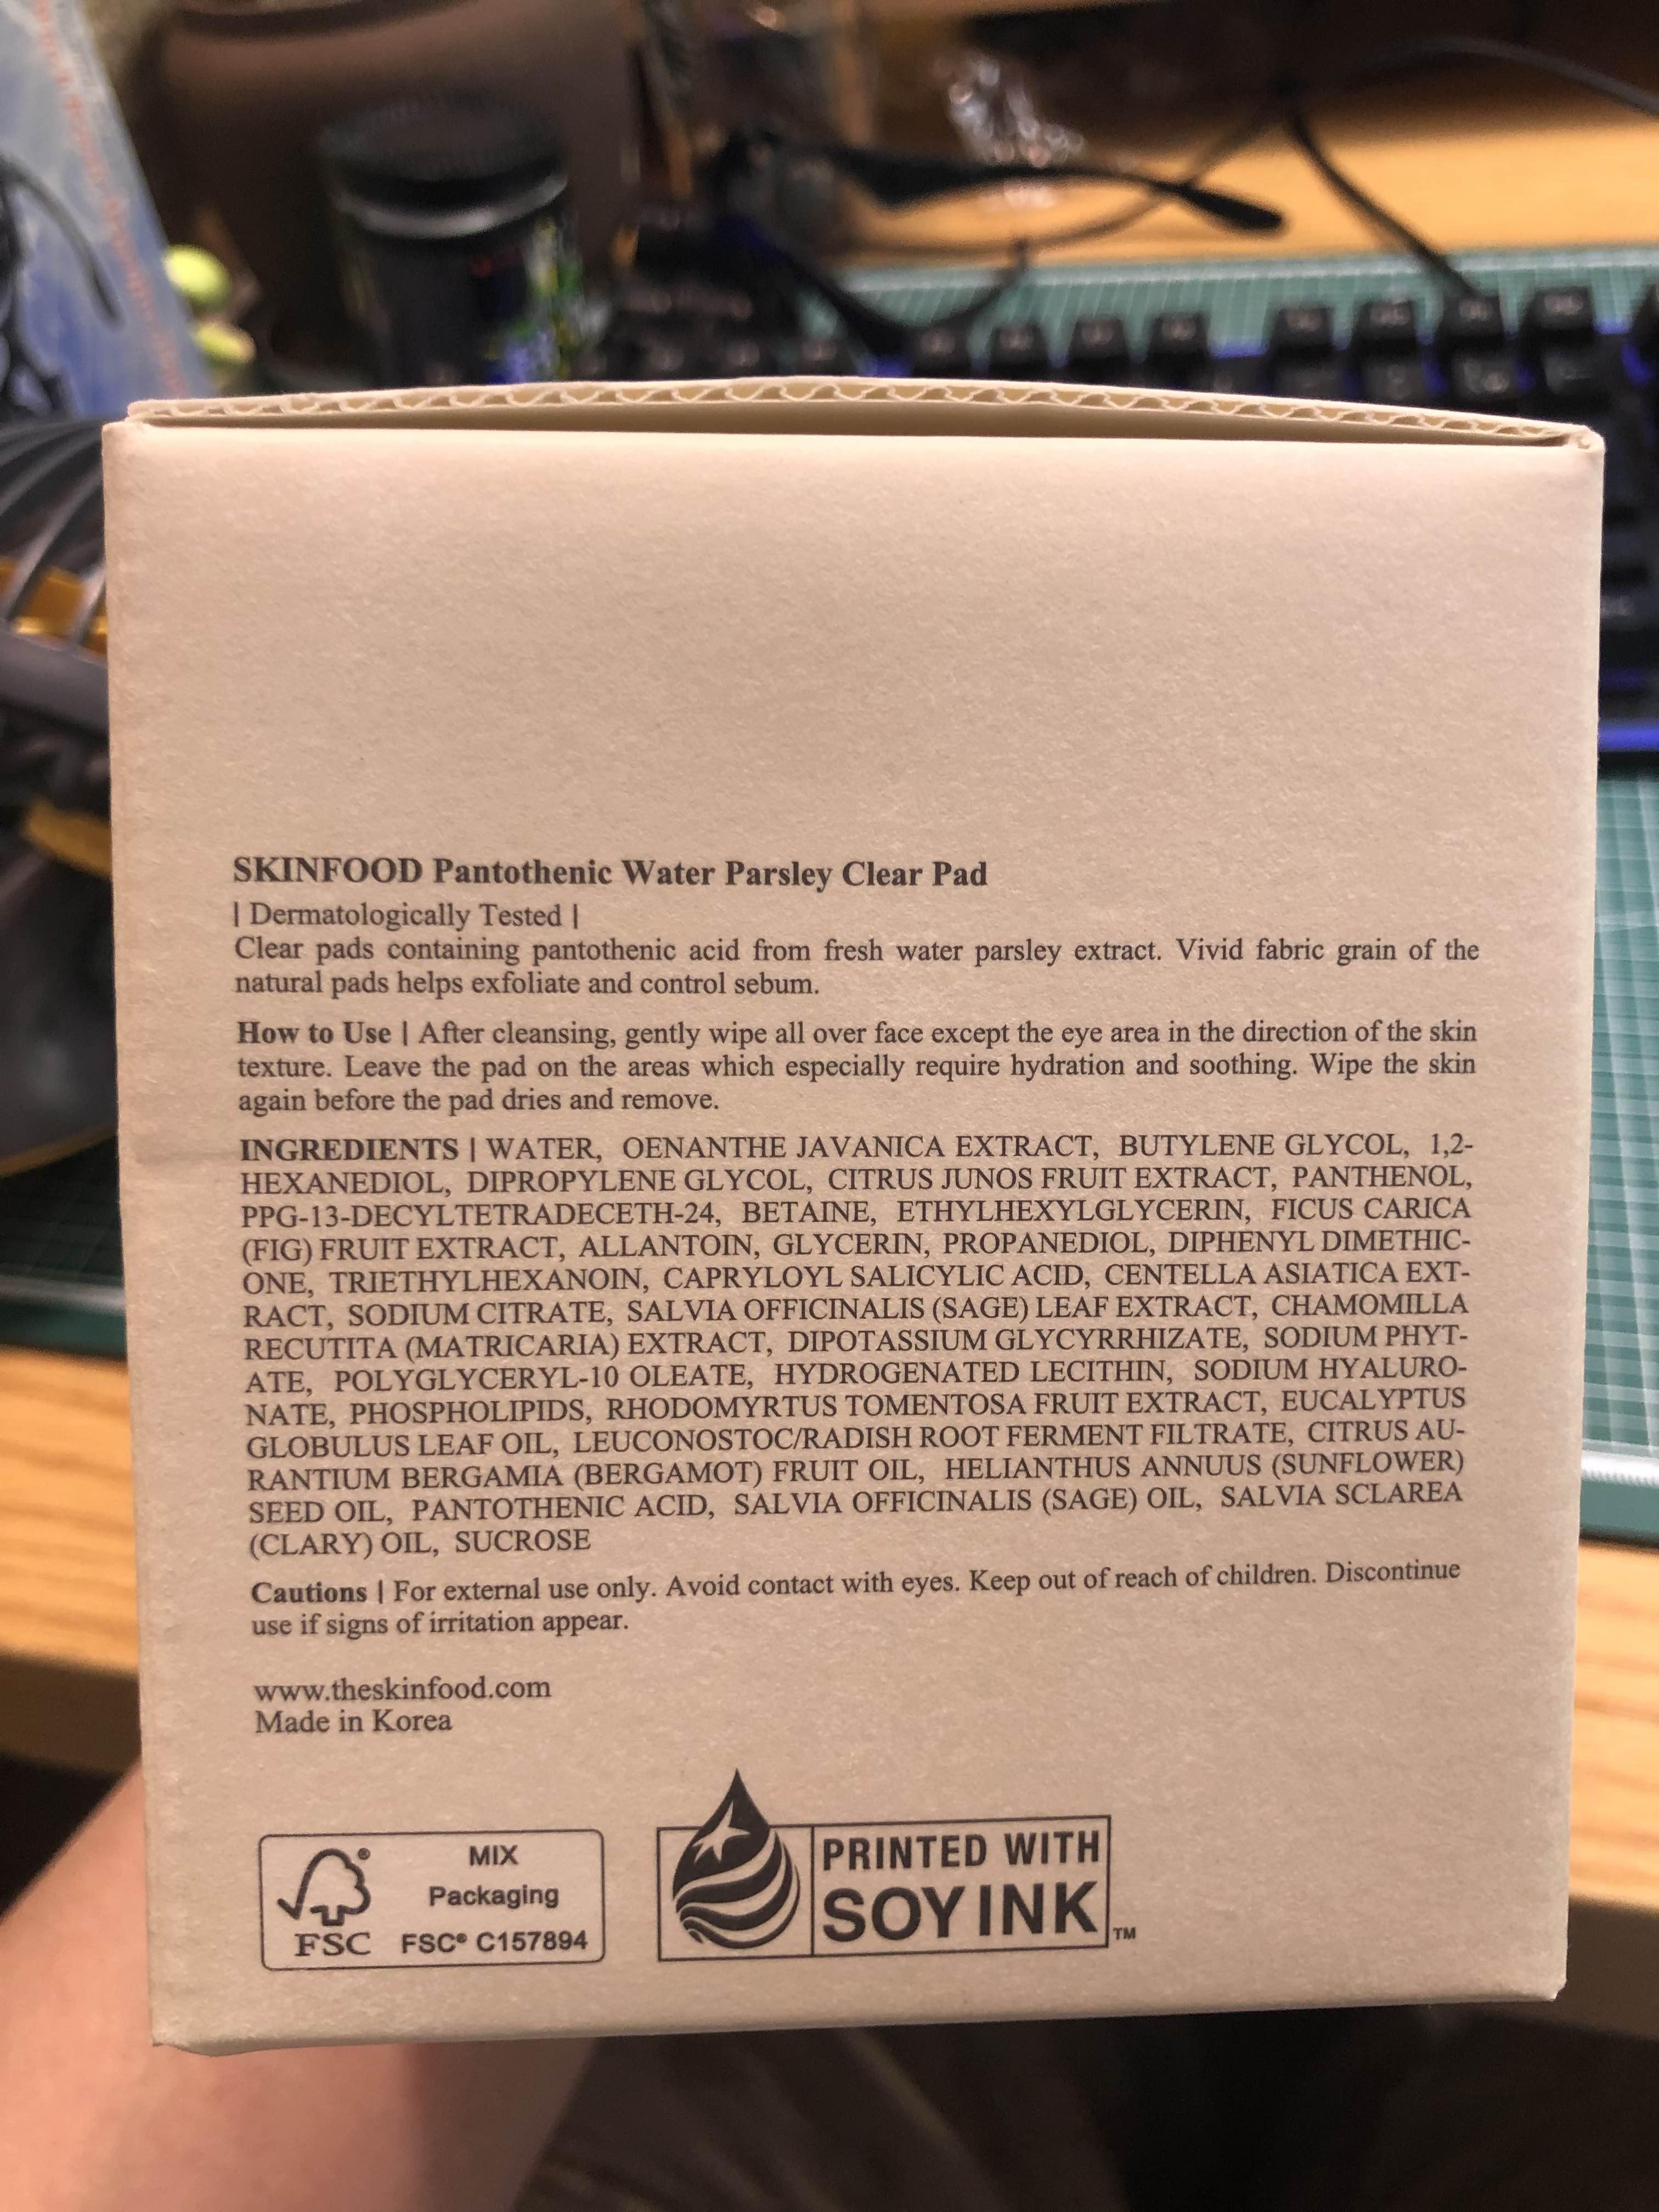 SKINFOOD Pantothenic Water Parsley Clear Pad
| Dermatologically Tested |
Clear pads containing pantothenic acid from fresh water parsley extract. Vivid fabric grain of the
natural pads helps exfoliate and control sebum.
How to Use | After cleansing, gently wipe all over face except the eye area in the direction of the skin
texture. Leave the pad on the areas which especially require hydration and soothing. Wipe the skin
again before the pad dries and remove.
INGREDIENTS | WATER, OENANTHE JAVANICA EXTRACT, BUTYLENE GLYCOL, 1,2-
HEXANEDIOL, DIPROPYLENE GLYCOL, CITRUS JUNOS FRUIT EXTRACT, PANTHENOL,
PPG-13-DECYLTETRADECETH-24, BETAINE, ETHYLHEXYLGLYCERIN, FICUS CARICA
(FIG) FRUIT EXTRACT, ALLANTOIN, GLYCERIN, PROPANEDIOL, DIPHENYL DIMETHIC-
ONE, TRIETHYLHEXANOIN, CAPRYLOYL SALICYLIC ACID, CENTELLA ASIATICA EXT-
RACT, SODIUM CITRATE, SALVIA OFFICINALIS (SAGE) LEAF EXTRACT, CHAMOMILLA
RECUTITA (MATRICARIA) EXTRACT, DIPOTASSIUM GLYCYRRHIZATE, SODIUM PHYT-
ATE, POLYGLYCERYL-10 OLEATE, HYDROGENATED LECITHIN, SODIUM HYALURO-
NATE, PHOSPHOLIPIDS, RHODOMYRTUS TOMENTOSA FRUIT EXTRACT, EUCALYPTUS
GLOBULUS LEAF OIL, LEUCONOSTOC/RADISH ROOT FERMENT FILTRATE, CITRUS AU-
RANTIUM BERGAMIA (BERGAMOT) FRUIT OIL, HELIANTHUS ANNUUS (SUNFLOWER)
SEED OIL, PANTOTHENIC ACID, SALVIA OFFICINALIS (SAGE) OIL, SALVIA SCLAREA
(CLARY) OIL, SUCROSE
Cautions | For external use only. Avoid contact with eyes. Keep out of reach of children. Discontinue
use if signs of irritation appear.
www.theskinfood.com
Made in Korea
MIX
Packaging
FSC FSC® C157894
PRINTED WITH
SOY INK™